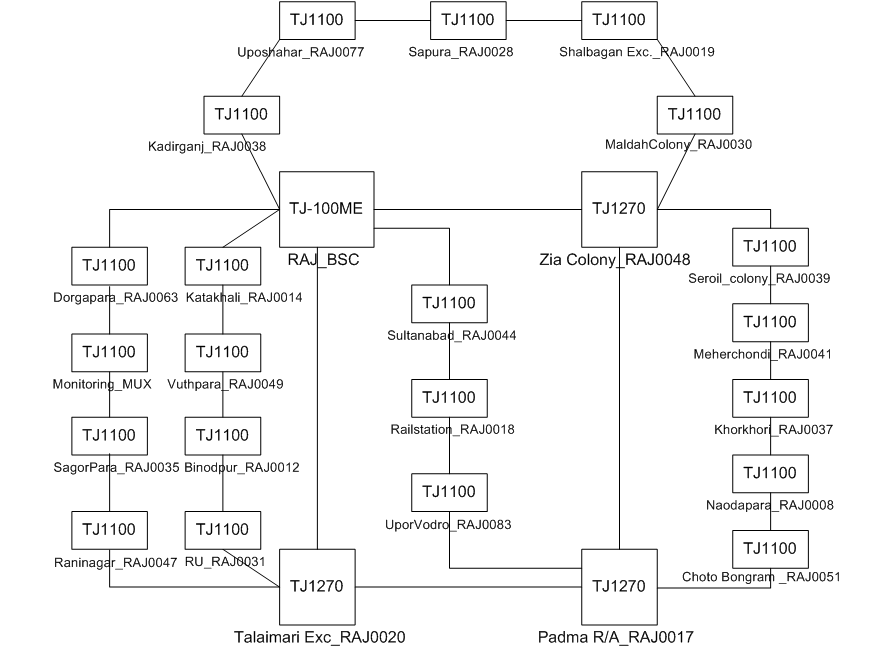 TJ1100 TJ1100 TJ1100
Uposhahar_RAJ0077 Sapura_RAJ0028 Shalbagan Exc._RAJ0019
TJ1100 TJ1100
Kadirganj_RAJ0038 MaldahColony_RAJ0030
TJ-100ME TJ1270
RAJ_BSC Zia Colony_RAJ0048
TJ1100 TJ1100 TJ1100
Dorgapara_RAJ0063 Katakhali_RAJ0014 Seroil_colony_RAJ0039
TJ1100
Sultanabad_RAJ0044
TJ1100
Meherchondi_RAJ0041
TJ1100 TJ1100
Monitoring_MUX Vuthpara_RAJ0049
TJ1100 TJ1100
Railstation_RAJ0018 Khorkhori_RAJ0037
TJ1100 TJ1100
SagorPara_RAJ0035 Binodpur_RAJ0012
TJ1100
Naodapara_RAJ0008
TJ1100
UporVodro_RAJ0083
TJ1100 TJ1100
Raninagar_RAJ0047 RU_RAJ0031
TJ1100
Choto Bongram _RAJ0051
TJ1270 TJ1270
Talaimari Exc_RAJ0020 Padma R/A_RAJ0017